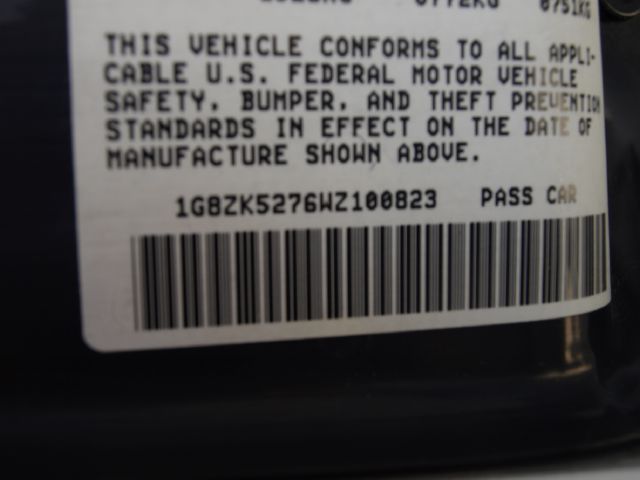 0751KG
THIS VEHICLE CONFORMS TO ALL APPLI-
CABLE U.S. FEDERAL MOTOR VEHICLE
SAFETY, BUMPER, AND THEFT PREVENTION
STANDARDS IN EFFECT ON THE DATE OF
MANUFACTURE SHOWN ABOVE.
1G8ZK5276WZ100823 PASS CAR